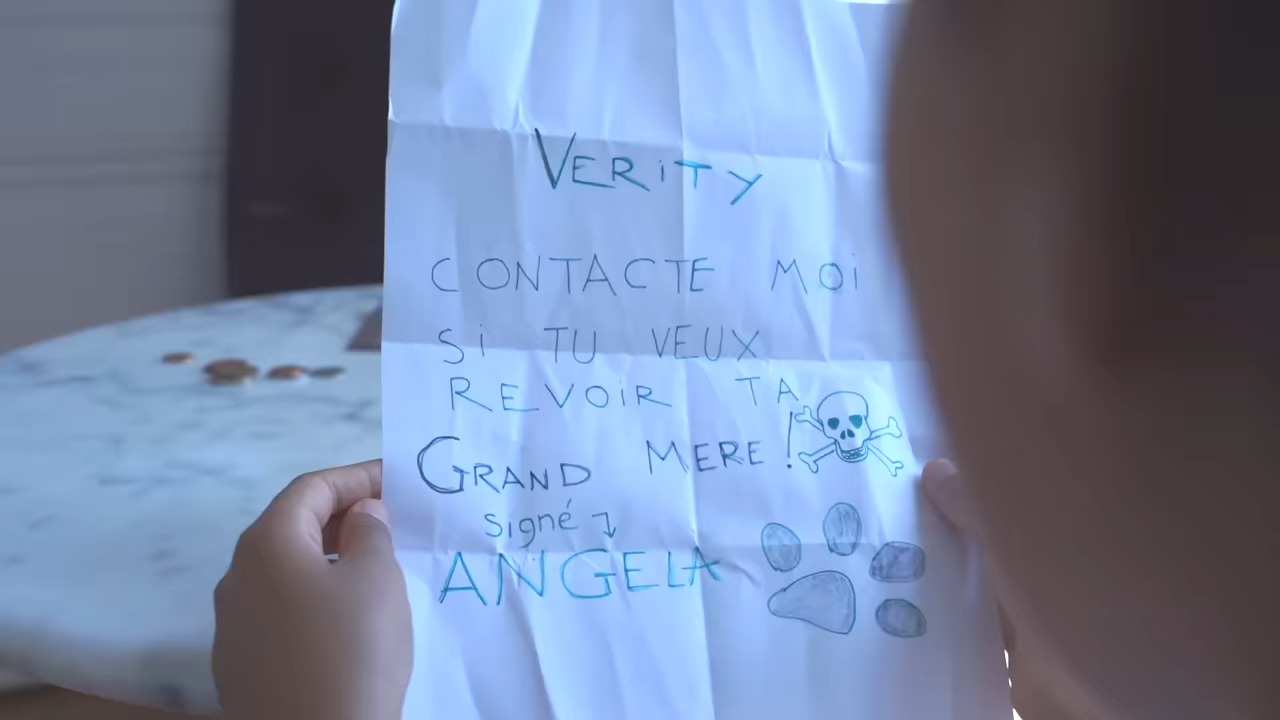 VERiTy
CONTACTE MOi
Si TU VEUX
REVOiR TA
GRAND MERE !
signé
ANGELA